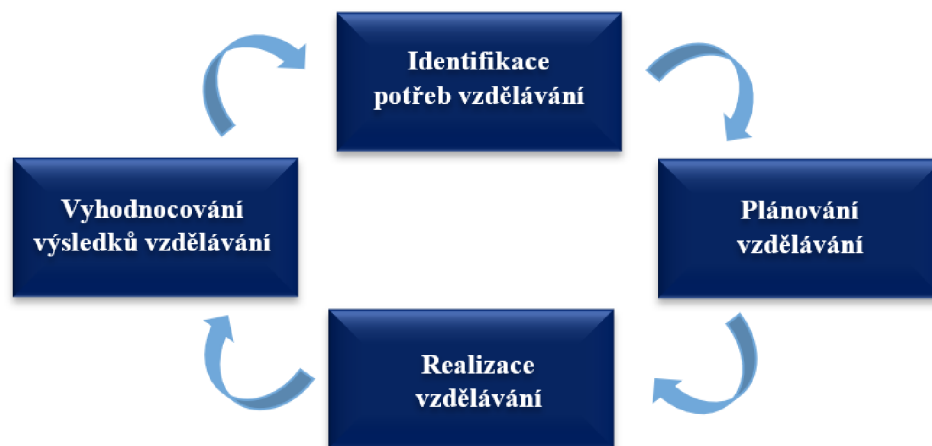 Identifikace
potřeb vzdělávání
Plánování
vzdělávání
Realizace
vzdělávání
Vyhodnocování
výsledků vzdělávání